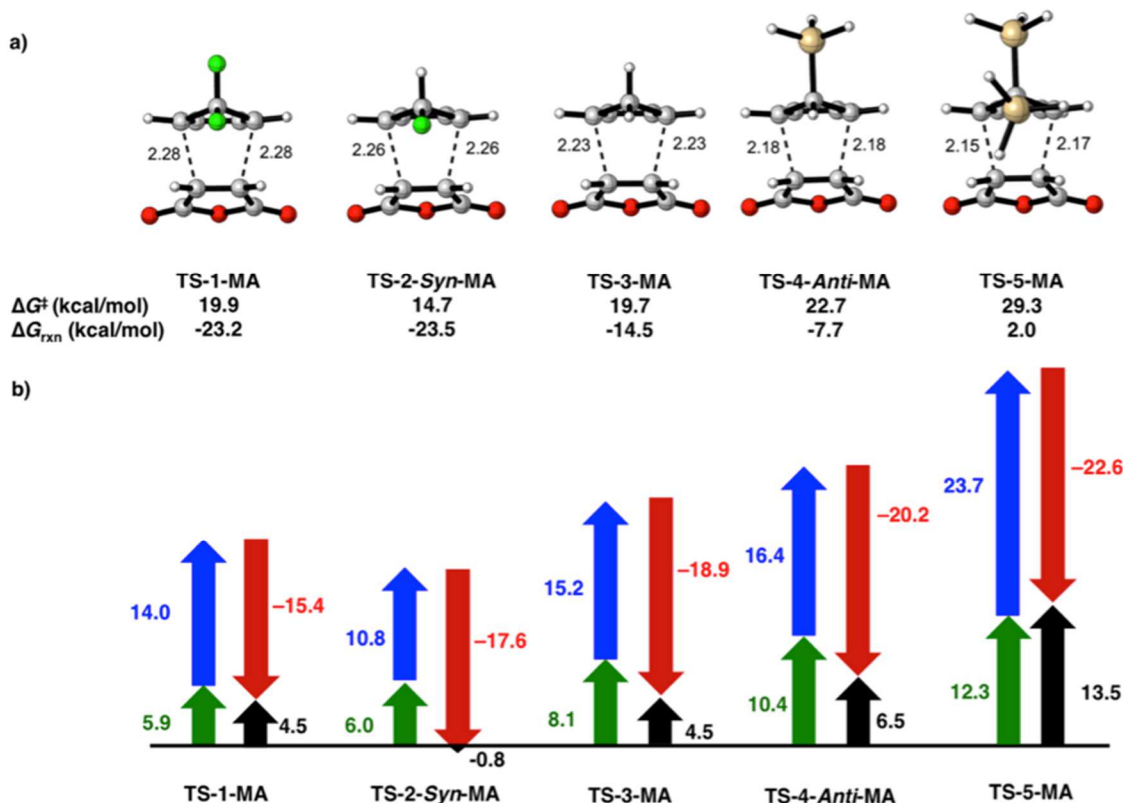 a)
2.28 2.28 2.26 2.26 2.23 2.23 2.18 2.18 2.15 2.17
TS-1-MA TS-2-Syn-MA TS-3-MA TS-4-Anti-MA TS-5-MA
ΔG‡ (kcal/mol) 19.9 14.7 19.7 22.7 29.3
ΔGrxn (kcal/mol) -23.2 -23.5 -14.5 -7.7 2.0
b)
14.0 –15.4 10.8 –17.6 15.2 –18.9 16.4 –20.2 23.7 –22.6
5.9 4.5 6.0 -0.8 8.1 4.5 10.4 6.5 12.3 13.5
TS-1-MA TS-2-Syn-MA TS-3-MA TS-4-Anti-MA TS-5-MA